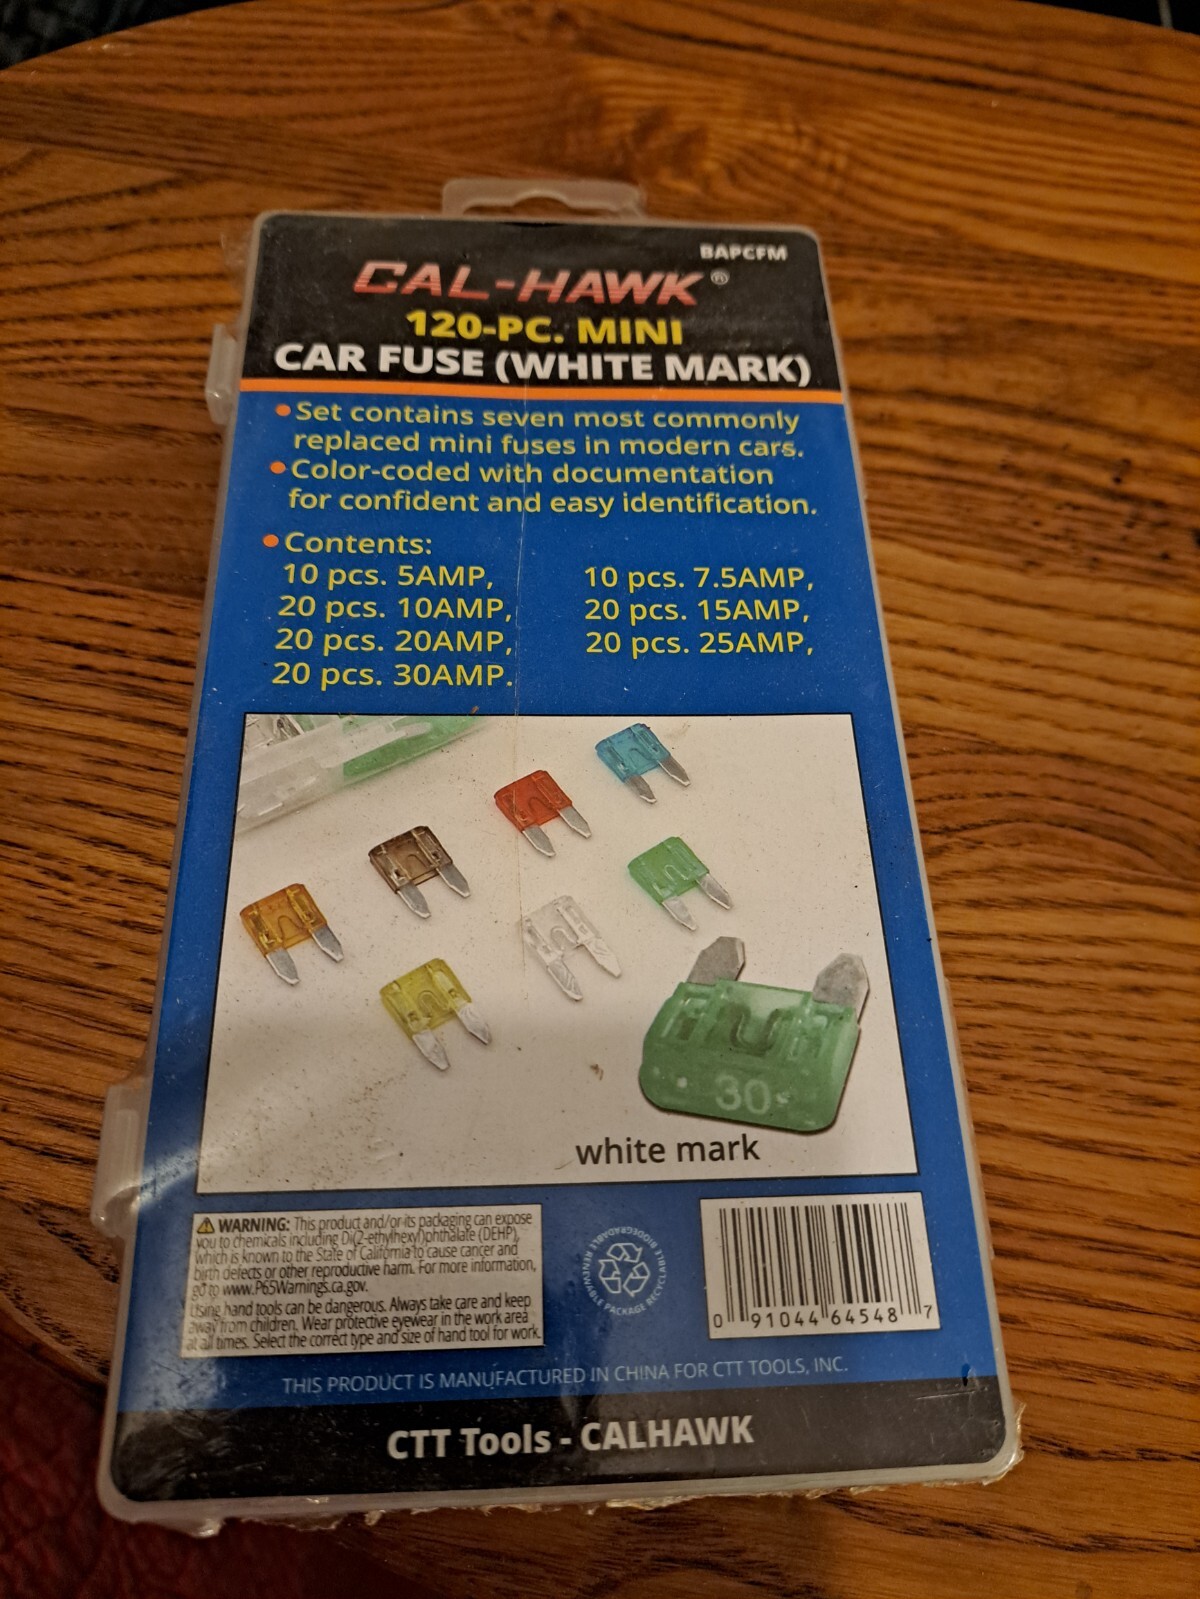 BAPCFM
CAL-HAWK®
120-PC. MINI
CAR FUSE (WHITE MARK)
• Set contains seven most commonly
replaced mini fuses in modern cars.
• Color-coded with documentation
for confident and easy identification.
• Contents:
10 pcs. 5AMP, 10 pcs. 7.5AMP,
20 pcs. 10AMP, 20 pcs. 15AMP,
20 pcs. 20AMP, 20 pcs. 25AMP,
20 pcs. 30AMP.
30
white mark
⚠ WARNING: This product and/or its packaging can expose
you to chemicals including Di(2-ethylhexyl)phthalate (DEHP),
which is known to the State of California to cause cancer and
birth defects or other reproductive harm. For more information,
go to www.P65Warnings.ca.gov.
Using hand tools can be dangerous. Always take care and keep
away from children. Wear protective eyewear in the work area
at all times. Select the correct type and size of hand tool for work.
RENEWABLE PACKAGE RECYCLABLE BIODEGRADABLE
0 91044 64548 7
THIS PRODUCT IS MANUFACTURED IN CHINA FOR CTT TOOLS, INC.
CTT Tools - CALHAWK